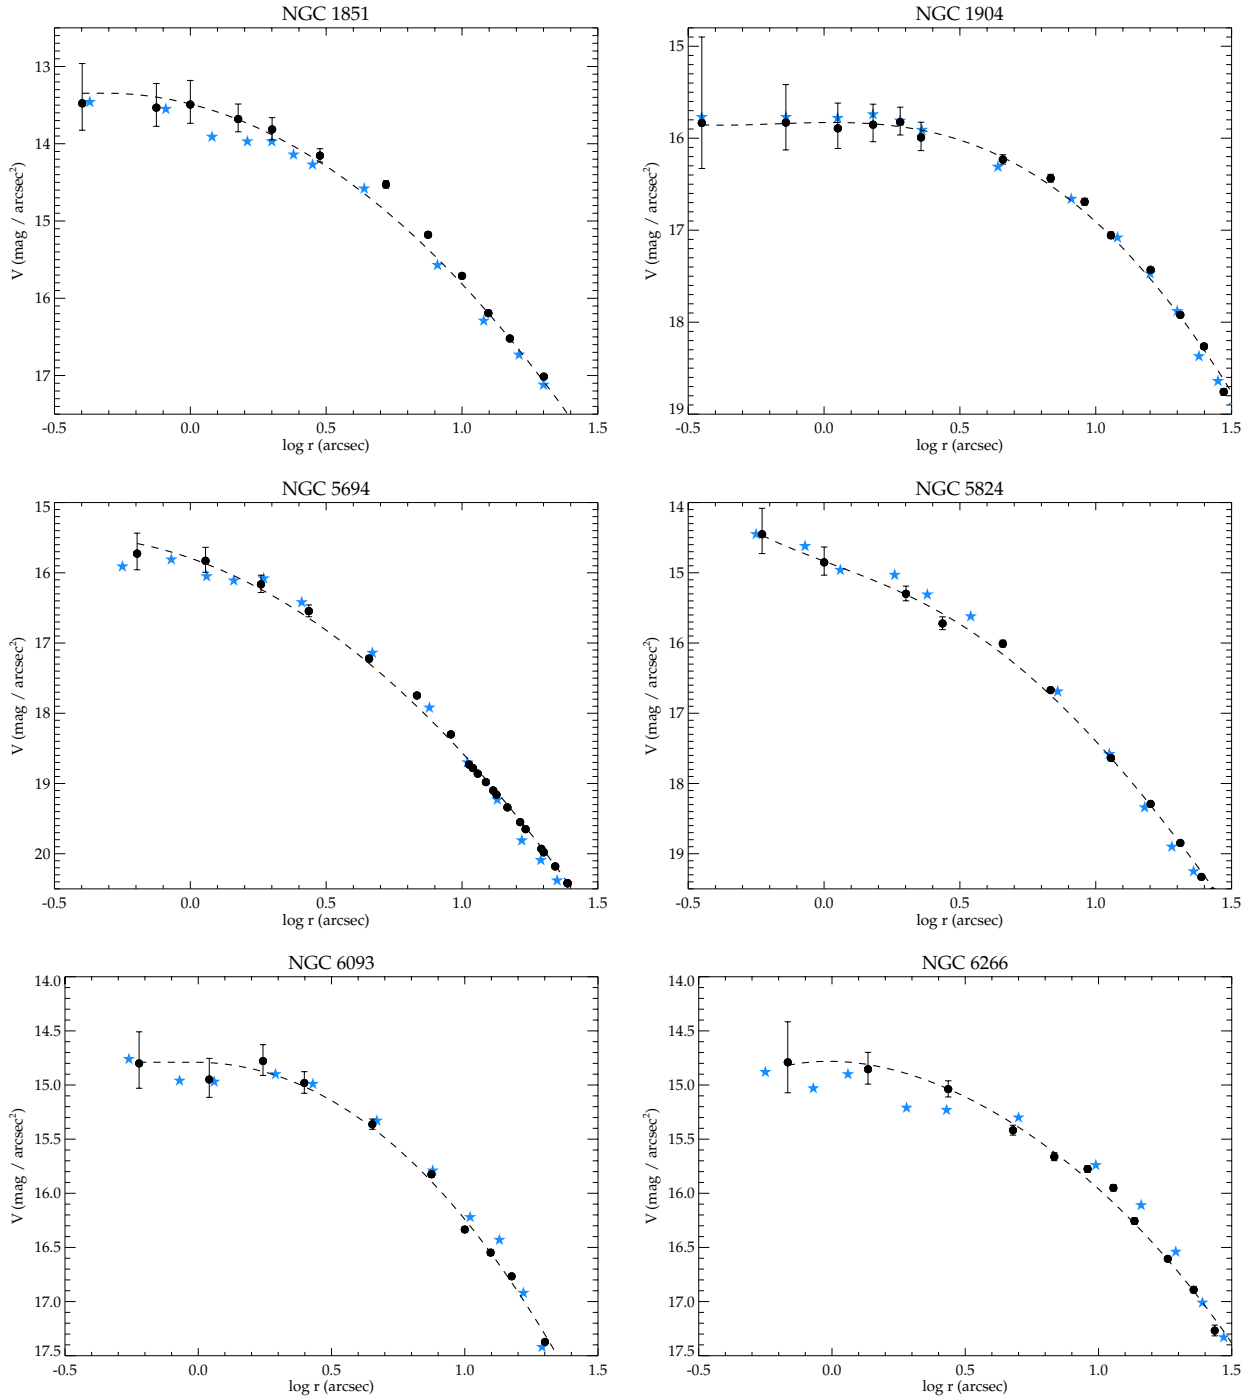 NGC 1851
13
14
15
16
17
V (mag / arcsec²)
-0.5 0.0 0.5 1.0 1.5
log r (arcsec)
NGC 1904
15
16
17
18
19
V (mag / arcsec²)
-0.5 0.0 0.5 1.0 1.5
log r (arcsec)
NGC 5694
15
16
17
18
19
20
V (mag / arcsec²)
-0.5 0.0 0.5 1.0 1.5
log r (arcsec)
NGC 5824
14
15
16
17
18
19
V (mag / arcsec²)
-0.5 0.0 0.5 1.0 1.5
log r (arcsec)
NGC 6093
14.0
14.5
15.0
15.5
16.0
16.5
17.0
17.5
V (mag / arcsec²)
-0.5 0.0 0.5 1.0 1.5
log r (arcsec)
NGC 6266
14.0
14.5
15.0
15.5
16.0
16.5
17.0
17.5
V (mag / arcsec²)
-0.5 0.0 0.5 1.0 1.5
log r (arcsec)